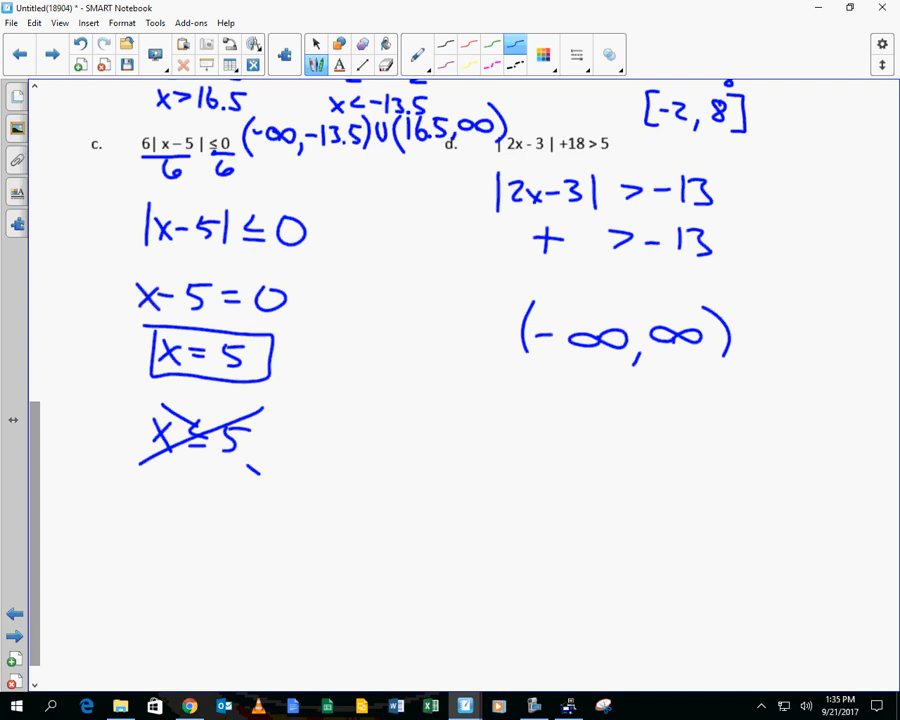 Untitled(18904) * - SMART Notebook
File Edit View Insert Format Tools Add-ons Help
x > 16.5 x < -13.5 [-2, 8]
(-∞, -13.5) U (16.5, ∞)
c. 6| x – 5 | ≤ 0 d. | 2x - 3 | +18 > 5
6 6
|x-5| ≤ 0 |2x-3| > -13
+ > -13
x-5 = 0
x = 5 (-∞, ∞)
x ≤ 5
1:35 PM
9/21/2017